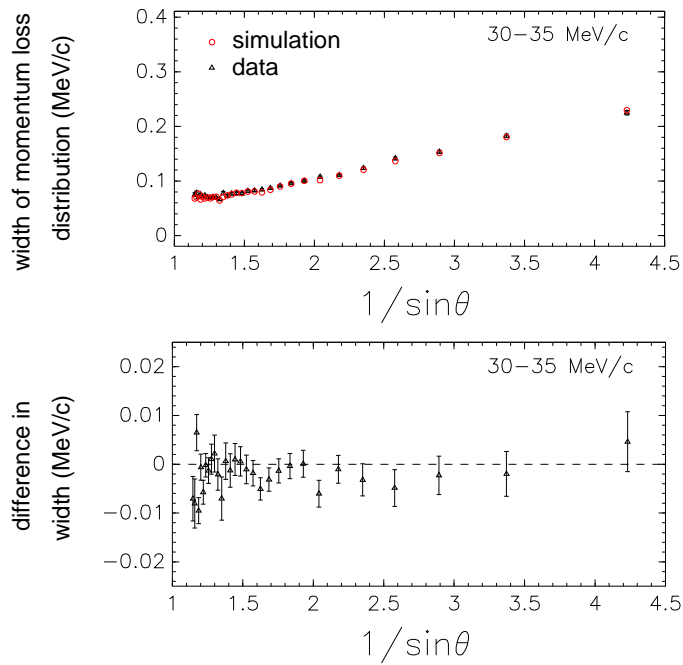 width of momentum loss
distribution (MeV/c)
0.4
0.3
0.2
0.1
0
simulation
data
30−35 MeV/c
1 1.5 2 2.5 3 3.5 4 4.5
1/sinθ
difference in
width (MeV/c)
0.02
0.01
0
−0.01
−0.02
30−35 MeV/c
1 1.5 2 2.5 3 3.5 4 4.5
1/sinθ